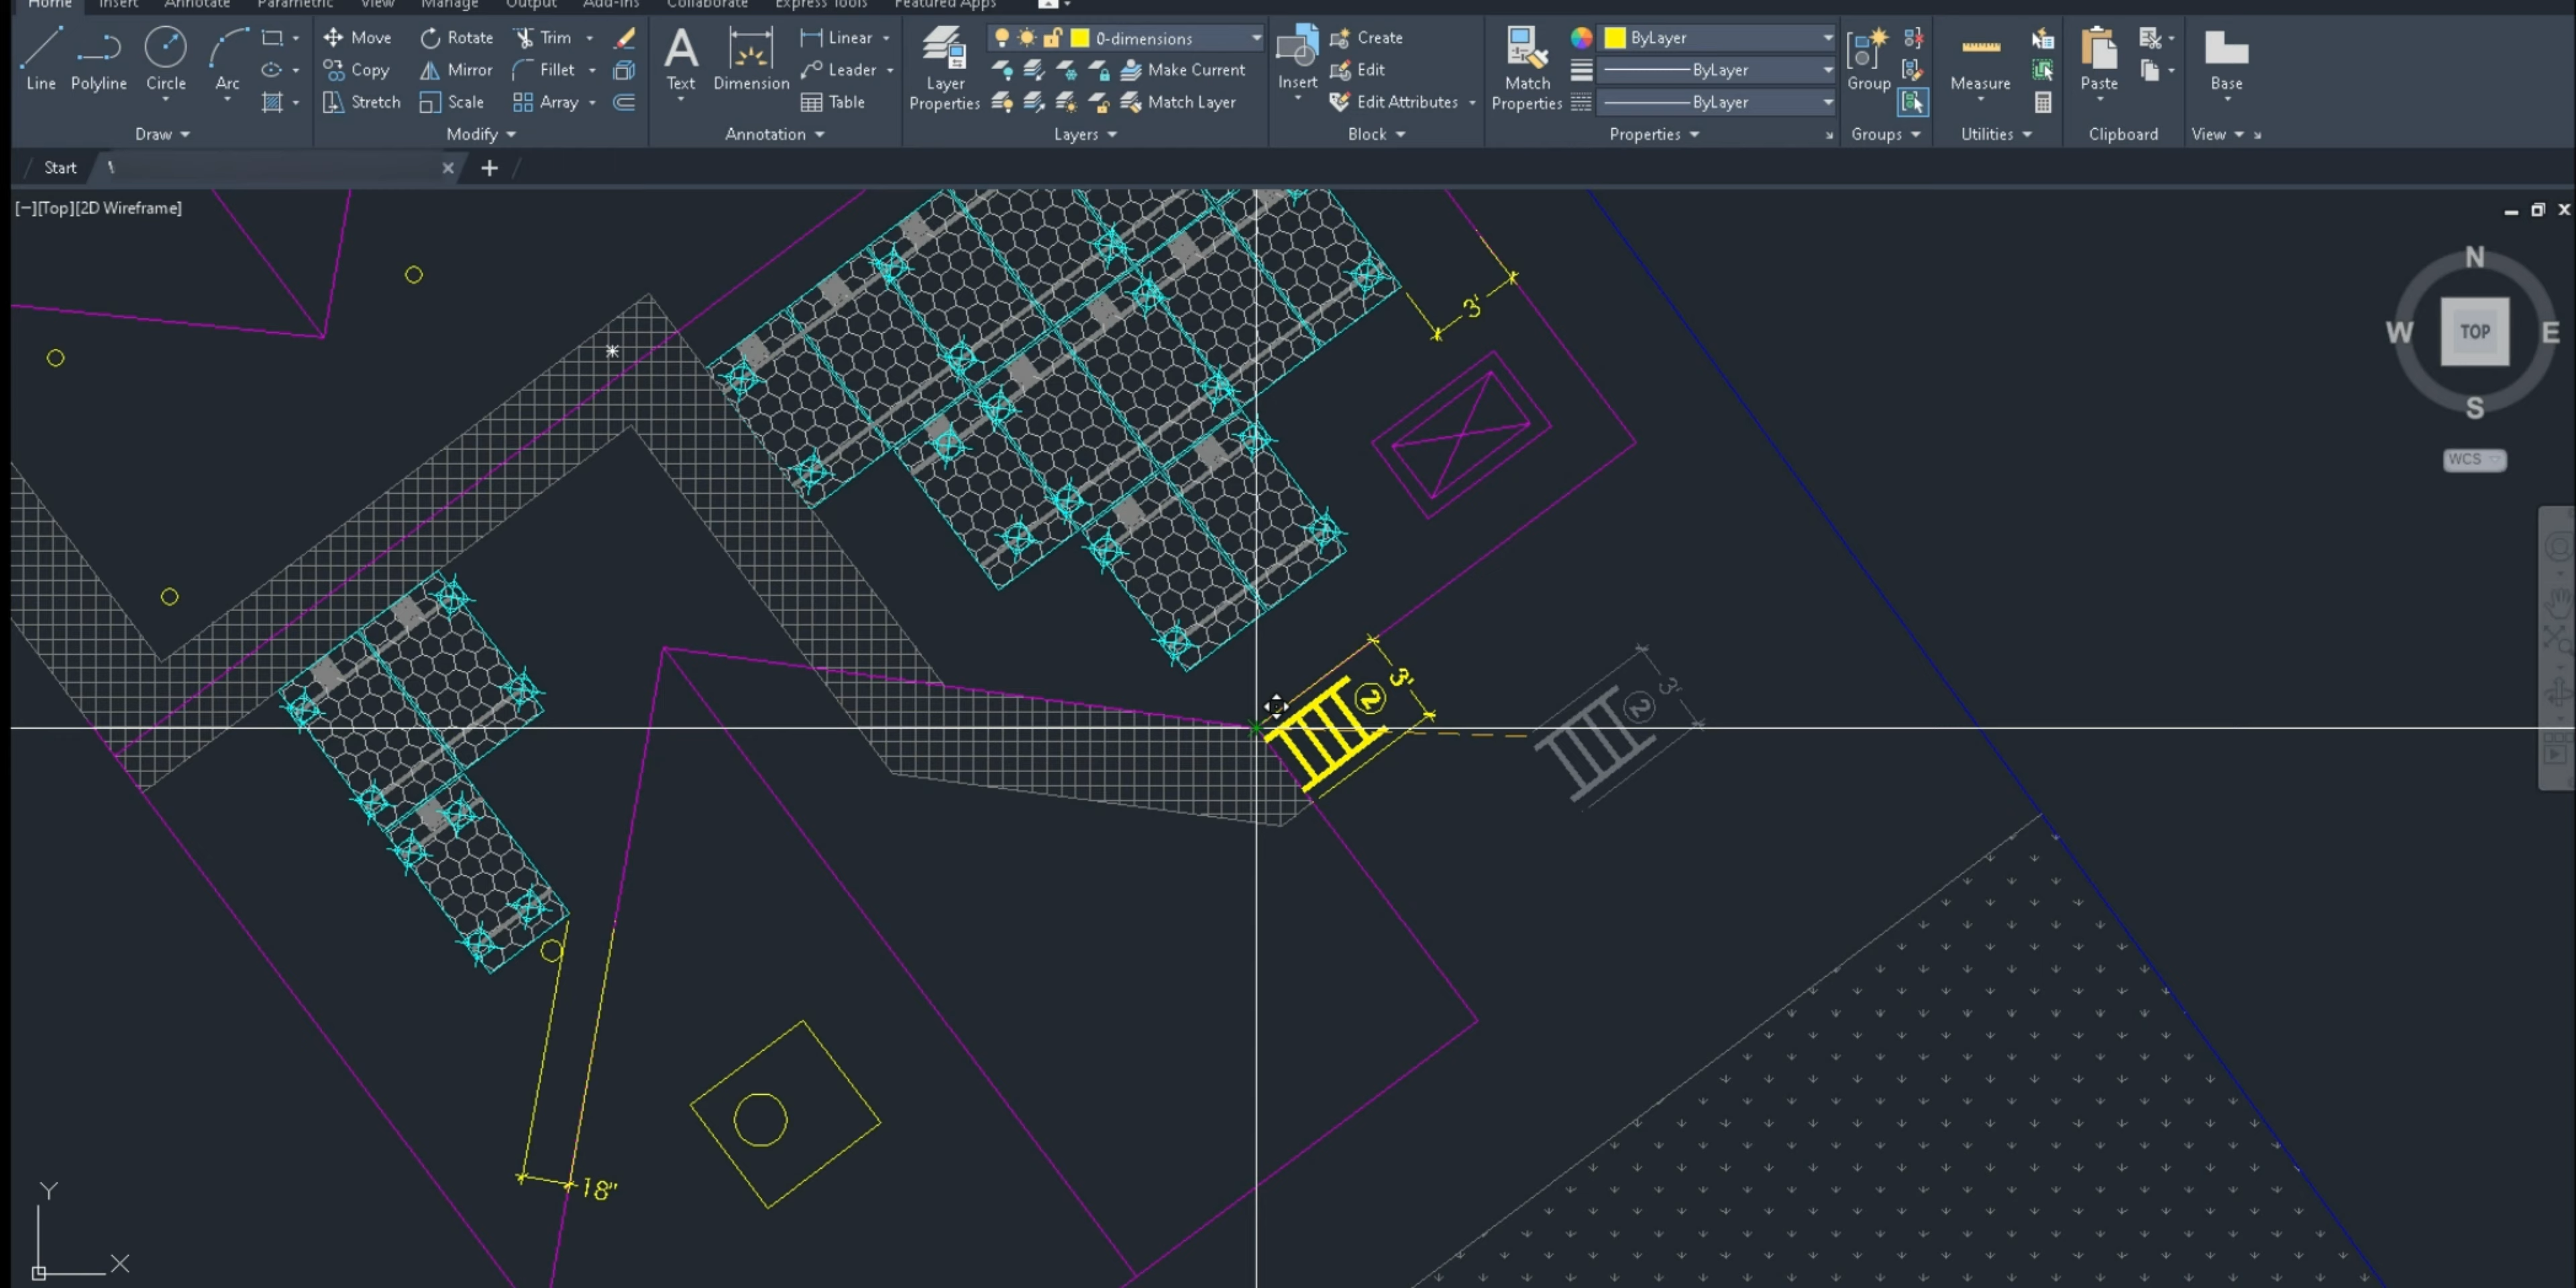 Home Insert Annotate Parametric View Manage Output Add-ins Collaborate Express Tools Featured Apps
Line Polyline Circle Arc
Draw
Move Rotate Trim
Copy Mirror Fillet
Stretch Scale Array
Modify
Text Dimension
Linear
Leader
Table
Annotation
Layer Properties
0-dimensions
Make Current
Match Layer
Layers
Insert
Create
Edit
Edit Attributes
Block
Match Properties
ByLayer
ByLayer
ByLayer
Properties
Group
Groups
Measure
Utilities
Paste
Clipboard
Base
View
Start
[−][Top][2D Wireframe]
N
W TOP E
S
WCS
3'
3'
2
3'
2
18"
Y
X